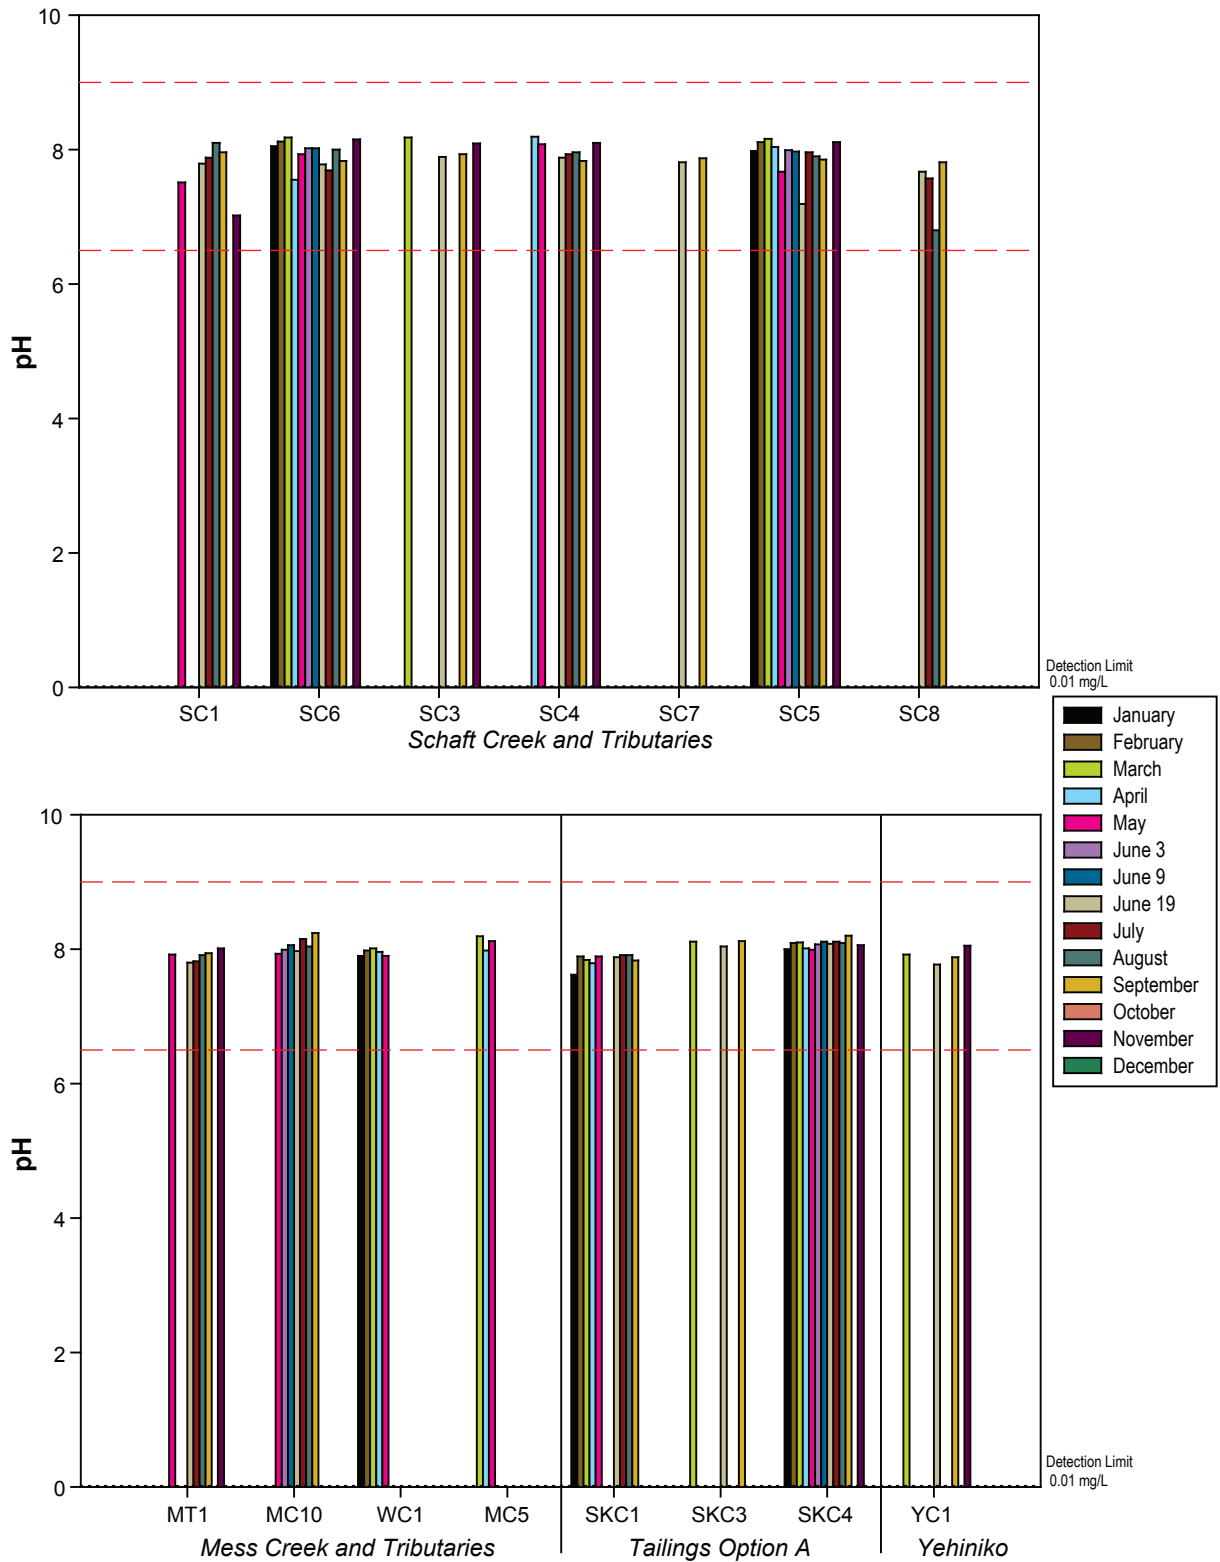 10
8
6
4
2
0
pH
Detection Limit
0.01 mg/L
SC1 SC6 SC3 SC4 SC7 SC5 SC8
Schaft Creek and Tributaries
January
February
March
April
May
June 3
June 9
June 19
July
August
September
October
November
December
10
8
6
4
2
0
pH
Detection Limit
0.01 mg/L
MT1 MC10 WC1 MC5 SKC1 SKC3 SKC4 YC1
Mess Creek and Tributaries Tailings Option A Yehiniko